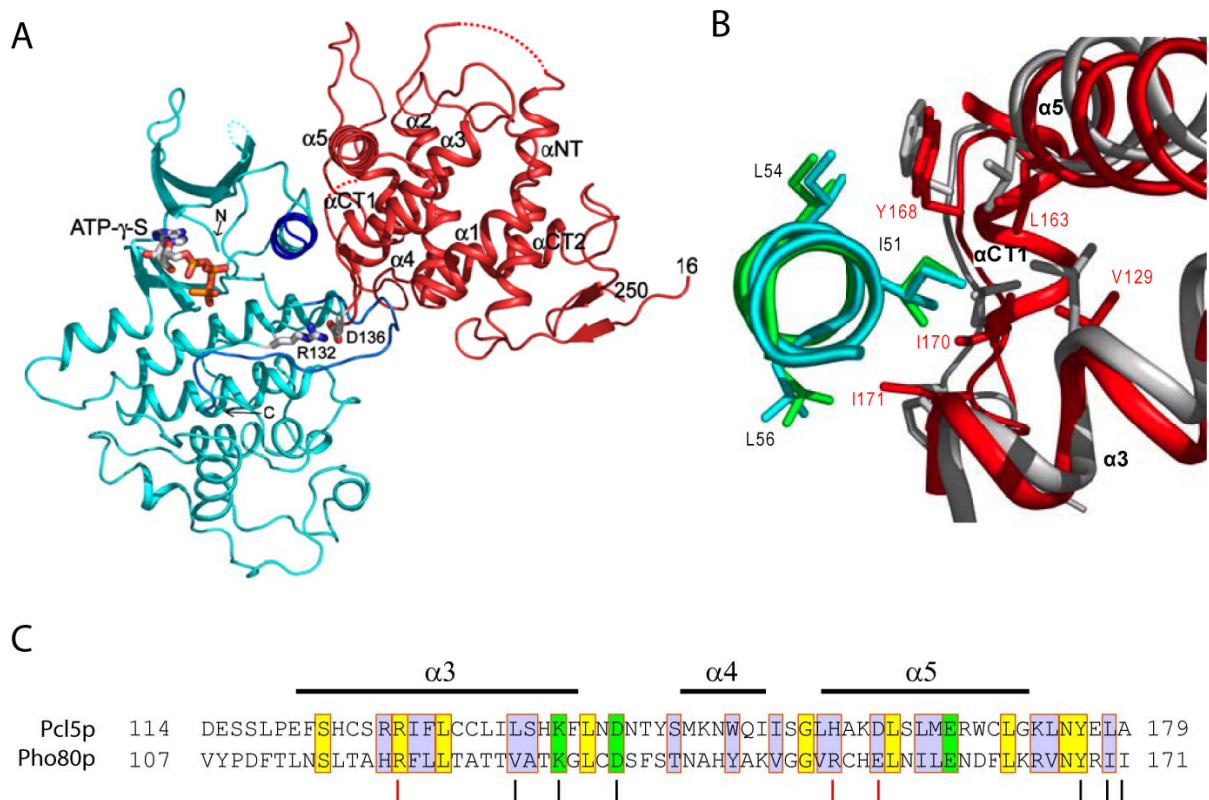 A
B
C
ATP-γ-S
N
α5
α2
α3
αNT
αCT1
α1
αCT2
α4
16
250
R132
D136
C
L54
I51
L56
α5
Y168
L163
αCT1
V129
I170
I171
α3
α3 α4 α5
Pcl5p 114 DESSLPEFSHCSRRIFLCCLILSHKFLNDNTYSMKNWQIISGLHAKDLSLMERWCLGKLNYELA 179
Pho80p 107 VYPDFTLNSLTAHRFLLTATTVATKGLCDSFSTNAHYAKVGGVRCHELNILENDFLKRVNYRII 171